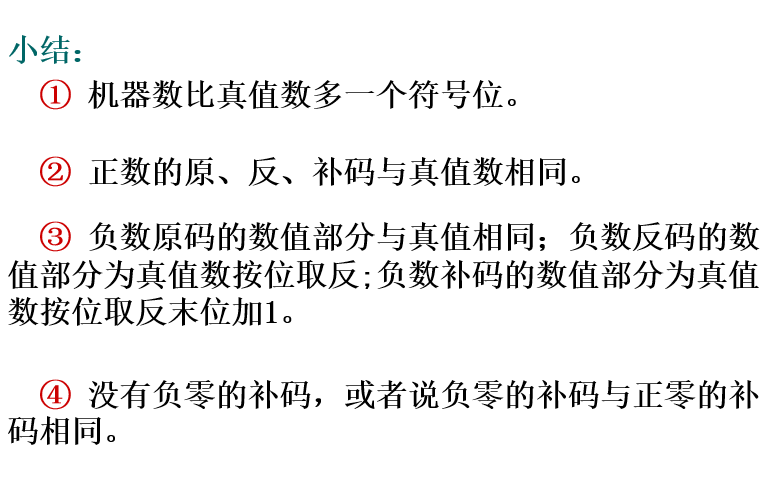 小结：
① 机器数比真值数多一个符号位。
② 正数的原、反、补码与真值数相同。
③ 负数原码的数值部分与真值相同；负数反码的数
值部分为真值数按位取反;负数补码的数值部分为真值
数按位取反末位加1。
④ 没有负零的补码，或者说负零的补码与正零的补
码相同。